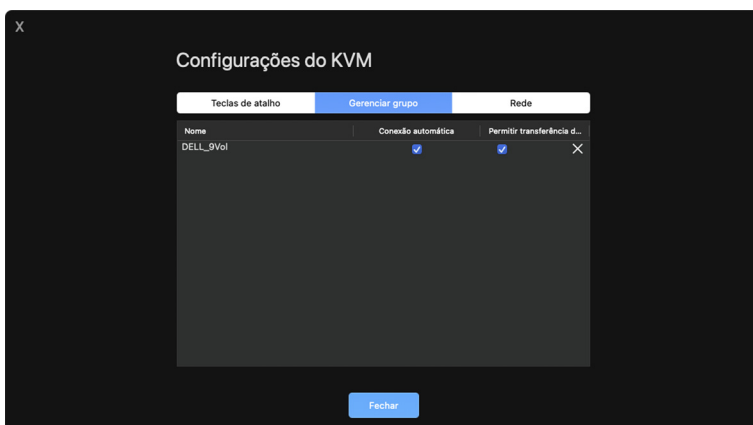 X
Configurações do KVM
Teclas de atalho Gerenciar grupo Rede
Nome Conexão automática Permitir transferência d...
DELL_9Vol
Fechar